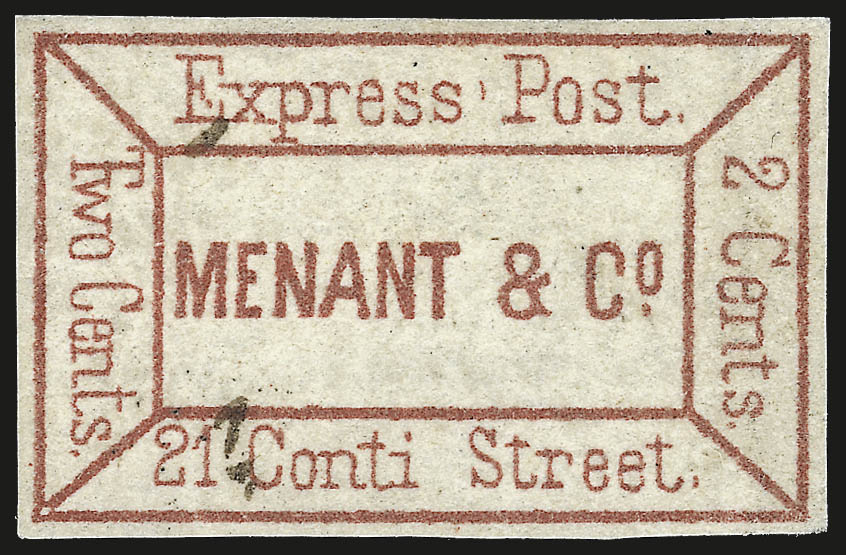 Express Post.
Two Cents.
MENANT & Co
2 Cents.
21 Conti Street.